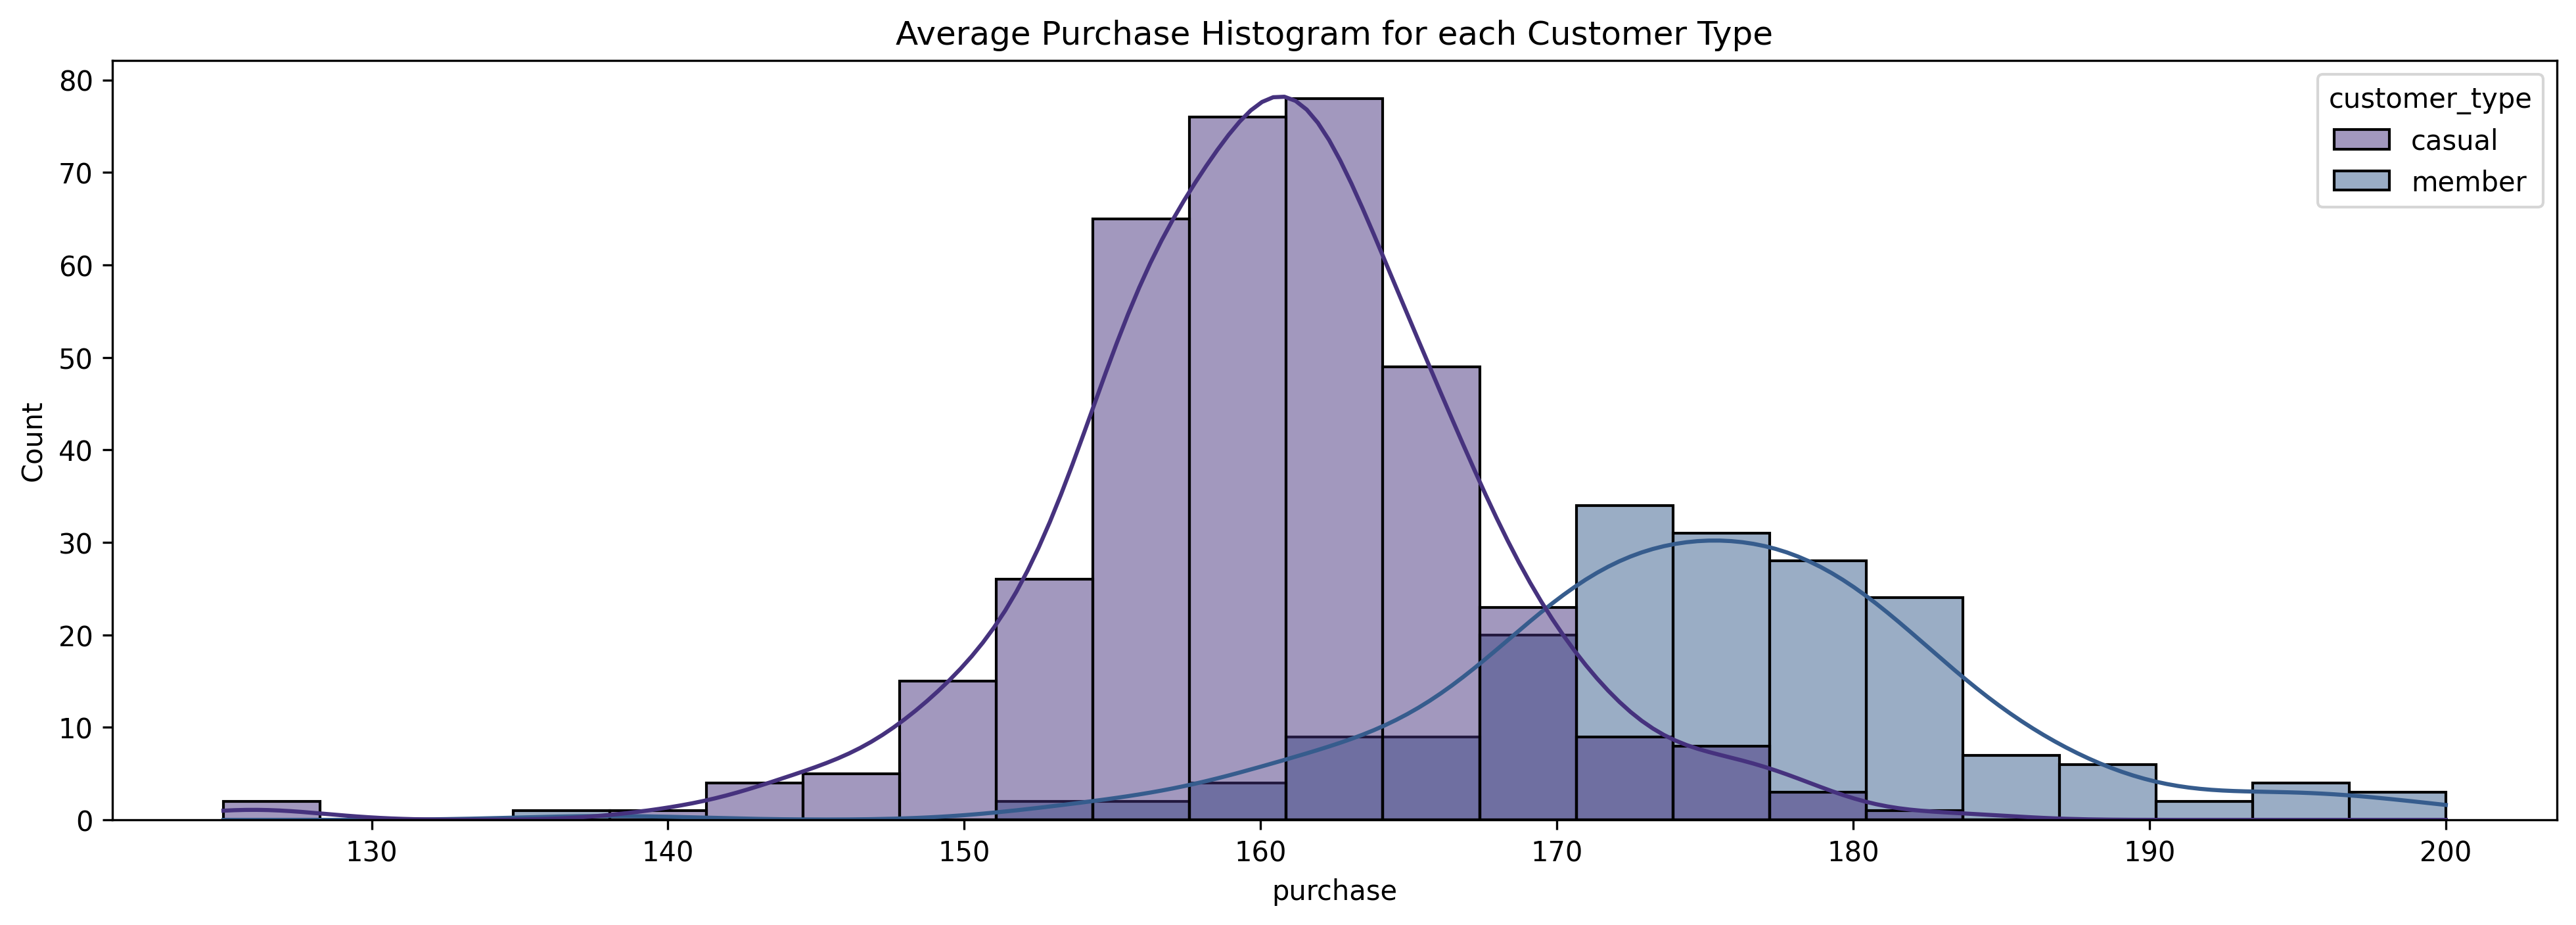 Average Purchase Histogram for each Customer Type
80
70
60
50
40
30
20
10
0
Count
customer_type
casual
member
130 140 150 160 170 180 190 200
purchase